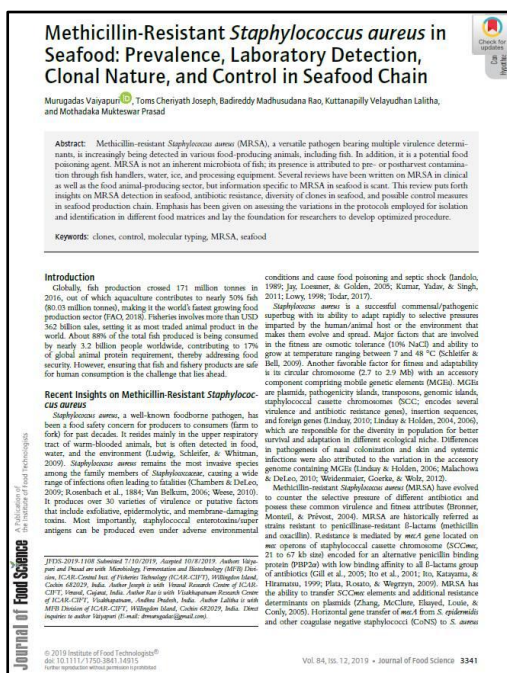 Methicillin-Resistant Staphylococcus aureus in
Seafood: Prevalence, Laboratory Detection,
Clonal Nature, and Control in Seafood Chain
Check for
updates
Murugadas Vaiyapuri, Toms Cheriyath Joseph, Badireddy Madhusudana Rao, Kuttanapilly Velayudhan Lalitha,
and Mothadaka Mukteswar Prasad
Abstract: Methicillin-resistant Staphylococcus aureus (MRSA), a versatile pathogen bearing multiple virulence determi-
nants, is increasingly being detected in various food-producing animals, including fish. In addition, it is a potential food
poisoning agent. MRSA is not an inherent microbiota of fish; its presence is attributed to pre- or postharvest contamina-
tion through fish handlers, water, ice, and processing equipment. Several reviews have been written on MRSA in clinical
as well as the food animal-producing sector, but information specific to MRSA in seafood is scant. This review puts forth
insights on MRSA detection in seafood, antibiotic resistance, diversity of clones in seafood, and possible control measures
in seafood production chain. Emphasis has been given on assessing the variations in the protocols employed for isolation
and identification in different food matrices and lay the foundation for researchers to develop optimized procedure.
Keywords: clones, control, molecular typing, MRSA, seafood
Introduction
Globally, fish production crossed 171 million tonnes in
2016, out of which aquaculture contributes to nearly 50% fish
(80.03 million tonnes), making it the world's fastest growing food
production sector (FAO, 2018). Fisheries involves more than USD
362 billion sales, setting it as most traded animal product in the
world. About 88% of the total fish produced is being consumed
by nearly 3.2 billion people worldwide, contributing to 17%
of global animal protein requirement, thereby addressing food
security. However, ensuring that fish and fishery products are safe
for human consumption is the challenge that lies ahead.
Recent Insights on Methicillin-Resistant Staphylococ-
cus aureus
Staphylococcus aureus, a well-known foodborne pathogen, has
been a food safety concern for producers to consumers (farm to
fork) for past decades. It resides mainly in the upper respiratory
tract of warm-blooded animals, but is often detected in food,
water, and the environment (Ludwig, Schleifer, & Whitman,
2009). Staphylococcus remains the most invasive species
among the family members of Staphylococcaceae, causing a wide
range of infections often leading to fatalities (Chambers & DeLeo,
2009; Rosenbach et al., 1884; Van Belkum, 2006; Weese, 2010).
It produces over 30 varieties of virulence or putative factors
that include exfoliative, epidermolytic, and membrane-damaging
toxins. Most importantly, staphylococcal enterotoxins/super
antigens can be produced even under adverse environmental
JFDS-2019-1108 Submitted 7/10/2019, Accepted 10/8/2019. Authors Vaiya-
puri and Prasad are with Microbiology, Fermentation and Biotechnology (MFB) Divi-
sion, ICAR-Central Inst. of Fisheries Technology (ICAR-CIFT), Willingdon Island,
Cochin 682029, India. Author Joseph is with Veraval Research Centre of ICAR-
CIFT, Veraval, Gujarat, India. Author Rao is with Visakhapatnam Research Centre
of ICAR-CIFT, Visakhapatnam, Andhra Pradesh, India. Author Lalitha is with
MFB Division of ICAR-CIFT, Willingdon Island, Cochin 682029, India. Direct
inquiries to author Vaiyapuri (E-mail: drmurugadas@gmail.com).
conditions and cause food poisoning and septic shock (Iandolo,
1989; Jay, Loessner, & Golden, 2005; Kumar, Yadav, & Singh,
2011; Lowy, 1998; Todar, 2017).
Staphylococcus aureus is a successful commensal/pathogenic
superbug with its ability to adapt rapidly to selective pressures
imparted by the human/animal host or the environment that
makes them evolve and spread. Major factors that are involved
in the fitness are osmotic tolerance (10% NaCl) and ability to
grow at temperature ranging between 7 and 48 °C (Schleifer &
Bell, 2009). Another favorable factor for fitness and adaptability
is its circular chromosome (2.7 to 2.9 Mb) with an accessory
component comprising mobile genetic elements (MGEs). MGEs
are plasmids, pathogenicity islands, transposons, genomic islands,
staphylococcal cassette chromosomes (SCC; encodes several
virulence and antibiotic resistance genes), insertion sequences,
and foreign genes (Lindsay, 2010; Lindsay & Holden, 2004, 2006),
which are responsible for the diversity in population for better
survival and adaptation in different ecological niche. Differences
in pathogenesis of nasal colonization and skin and systemic
infections were also attributed to the variation in the accessory
genome containing MGEs (Lindsay & Holden, 2006; Malachowa
& DeLeo, 2010; Weidenmaier, Goerke, & Wolz, 2012).
Methicillin-resistant Staphylococcus aureus (MRSA) have evolved
to counter the selective pressure of different antibiotics and
possess these common virulence and fitness attributes (Bronner,
Monteil, & Prévost, 2004). MRSA are historically referred as
strains resistant to penicillinase-resistant ß-lactams (methicillin
and oxacillin). Resistance is mediated by mecA gene located on
mec operons of staphylococcal cassette chromosome (SCCmec,
21 to 67 kb size) encoded for an alternative penicillin binding
protein (PBP2α) with low binding affinity to all ß-lactams group
of antibiotics (Gill et al., 2005; Ito et al., 2001; Ito, Katayama, &
Hiramatsu, 1999; Plata, Rosato, & Wegrzyn, 2009). MRSA has
the ability to transfer SCCmec elements and additional resistance
determinants on plasmids (Zhang, McClure, Elsayed, Louie, &
Conly, 2005). Horizontal gene transfer of mecA from S. epidermis
and other coagulase negative staphylococci (CoNS) to S. aureus
A Publication of
the Institute of Food Technologists
Journal of Food Science
© 2019 Institute of Food Technologists®
doi: 10.1111/1750-3841.14915
Further reproduction without permission is prohibited
Vol. 84, Iss. 12, 2019 • Journal of Food Science 3341